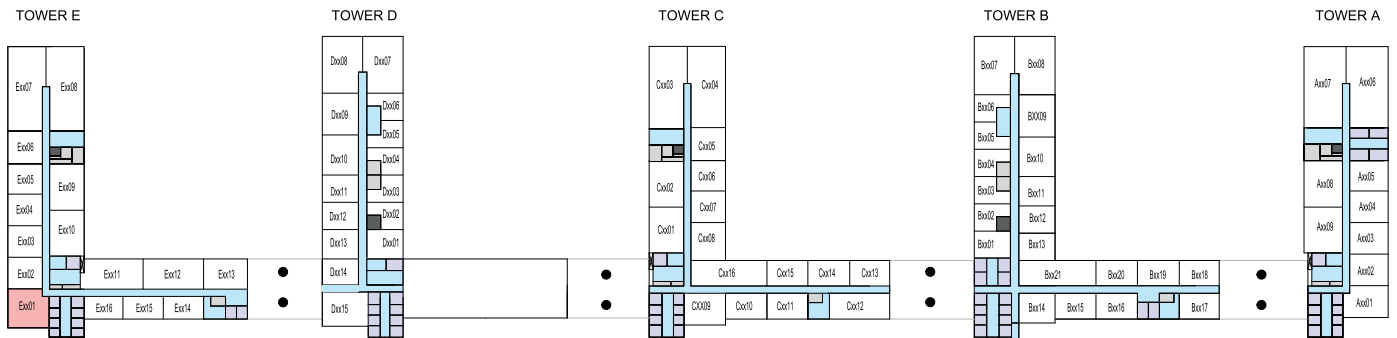 TOWER E
TOWER D
TOWER C
TOWER B
TOWER A
Exx07
Exx08
Exx06
Exx05
Exx09
Exx04
Exx03
Exx10
Exx02
Exx11
Exx12
Exx13
Exx01
Exx16
Exx15
Exx14
Dxx08
Dxx07
Dxx06
Dxx09
Dxx05
Dxx10
Dxx04
Dxx11
Dxx03
Dxx12
Dxx02
Dxx13
Dxx01
Dxx14
Dxx15
Cxx03
Cxx04
Cxx05
Cxx06
Cxx02
Cxx07
Cxx01
Cxx08
Cxx16
Cxx15
Cxx14
Cxx13
CXX09
Cxx10
Cxx11
Cxx12
Bxx07
Bxx08
Bxx06
BXX09
Bxx05
Bxx04
Bxx10
Bxx03
Bxx11
Bxx02
Bxx12
Bxx01
Bxx13
Bxx21
Bxx20
Bxx19
Bxx18
Bxx14
Bxx15
Bxx16
Bxx17
Axx07
Axx06
Axx05
Axx08
Axx04
Axx09
Axx03
Axx02
Axx01